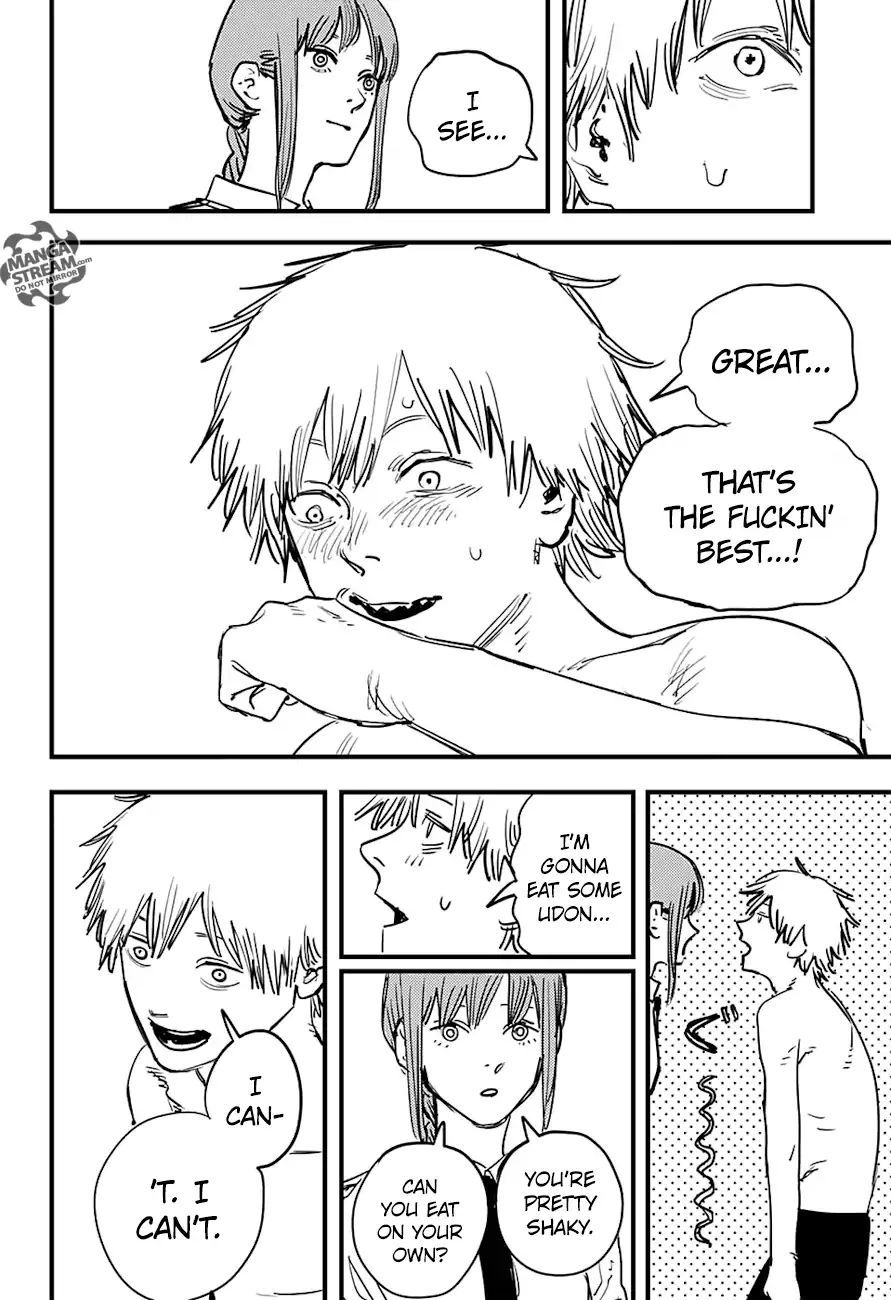 I
SEE...
MANGA
STREAM.com
DO NOT MIRROR
GREAT...
THAT'S
THE FUCKIN'
BEST...!
ぐ
I'M
GONNA
EAT SOME
UDON...
YOU'RE
PRETTY
SHAKY.
CAN
YOU EAT
ON YOUR
OWN?
I
CAN-
'T. I
CAN'T.